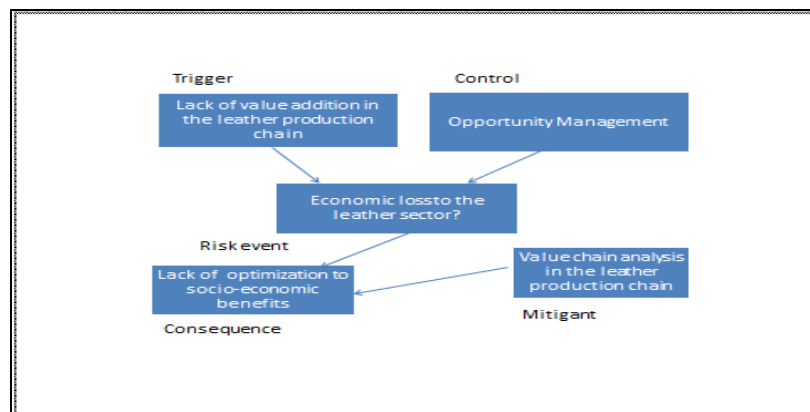 Trigger
Control
Lack of value addition in
the leather production
chain
Opportunity Management
Economic lossto the
leather sector?
Risk event
Lack of optimization to
socio-economic
benefits
Value chain analysis
in the leather
production chain
Consequence
Mitigant